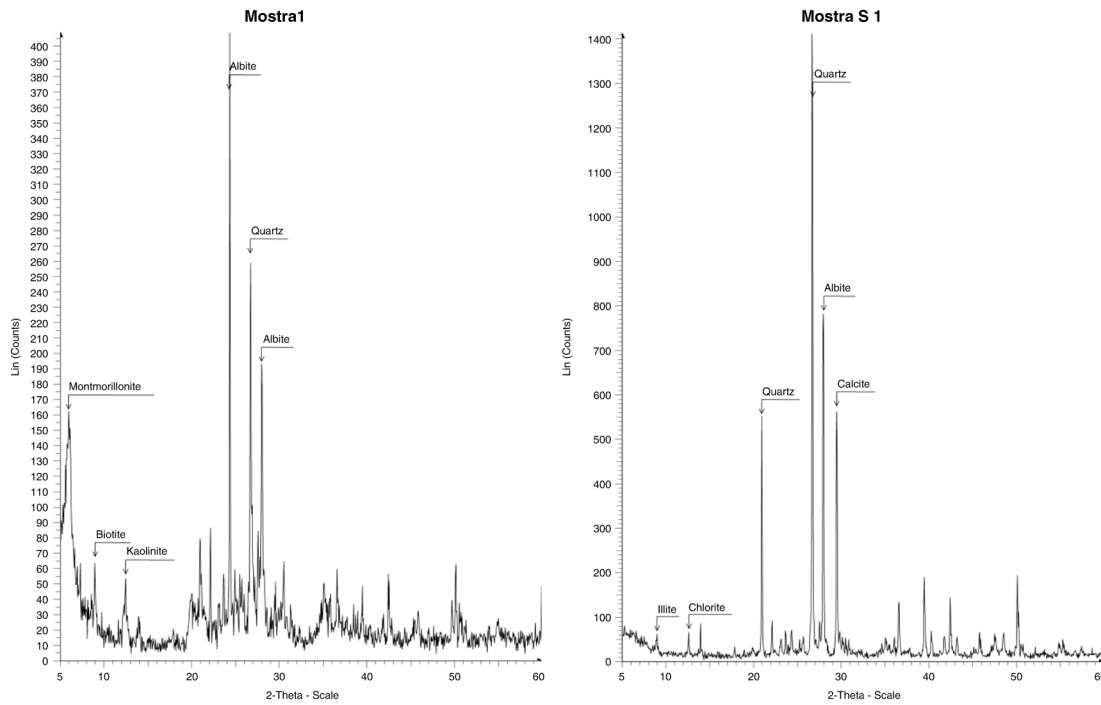 Mostra1
400
390
380
370
360
350
340
330
320
310
300
290
280
270
260
250
240
230
220
210
200
190
180
170
160
150
140
130
120
110
100
90
80
70
60
50
40
30
20
10
0
Lin (Counts)
Albite
Quartz
Albite
Montmorillonite
Biotite
Kaolinite
5 10 20 30 40 50 60
2-Theta - Scale
Mostra S 1
1400
1300
1200
1100
1000
900
800
700
600
500
400
300
200
100
0
Lin (Counts)
Quartz
Albite
Quartz
Calcite
Illite
Chlorite
5 10 20 30 40 50
2-Theta - Scale